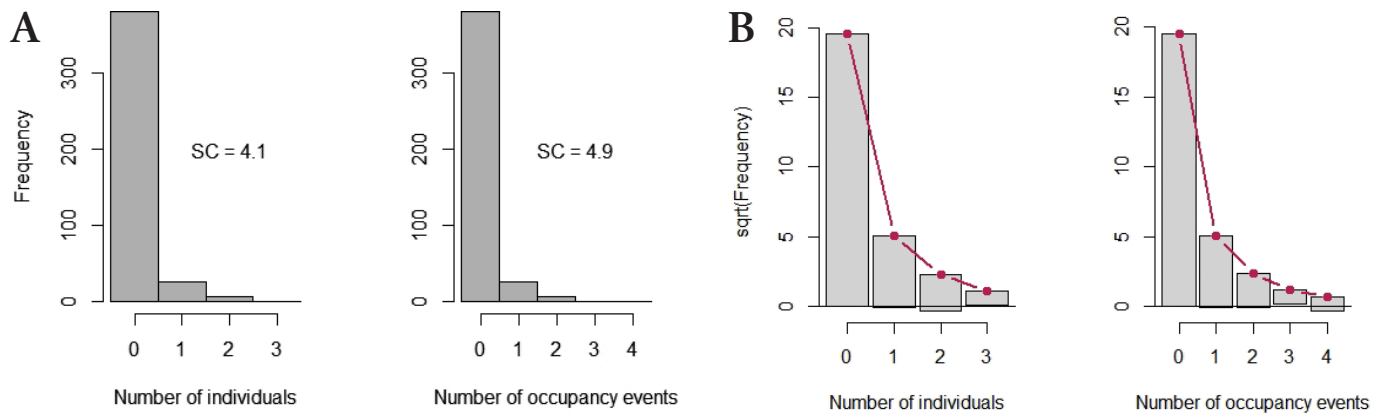 A
Frequency
0
100
200
300
SC = 4.1
0 1 2 3
Number of individuals
0
100
200
300
SC = 4.9
0 1 2 3 4
Number of occupancy events
B
sqrt(Frequency)
0
5
10
15
20
0 1 2 3
Number of individuals
0
5
10
15
20
0 1 2 3 4
Number of occupancy events